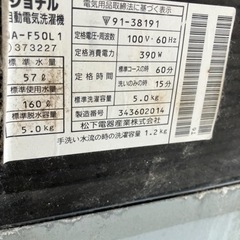 ショナル
電気用品取締法に基づく表示
自動電気洗濯機
▽91-38191
A-F50L1
定格電圧・周波数 100V・60Hz
373227
定格消費電力 390W
標準水量
定格時間 標準コースの時 60分
57ℓ
洗いのみの時 15分
標準使用水量
標準洗濯容量 5.0kg
160ℓ
製造番号 343602014
標準脱水容量
5.0kg
松下電器産業株式会社
手洗い水流の時の洗濯容量1.2kg